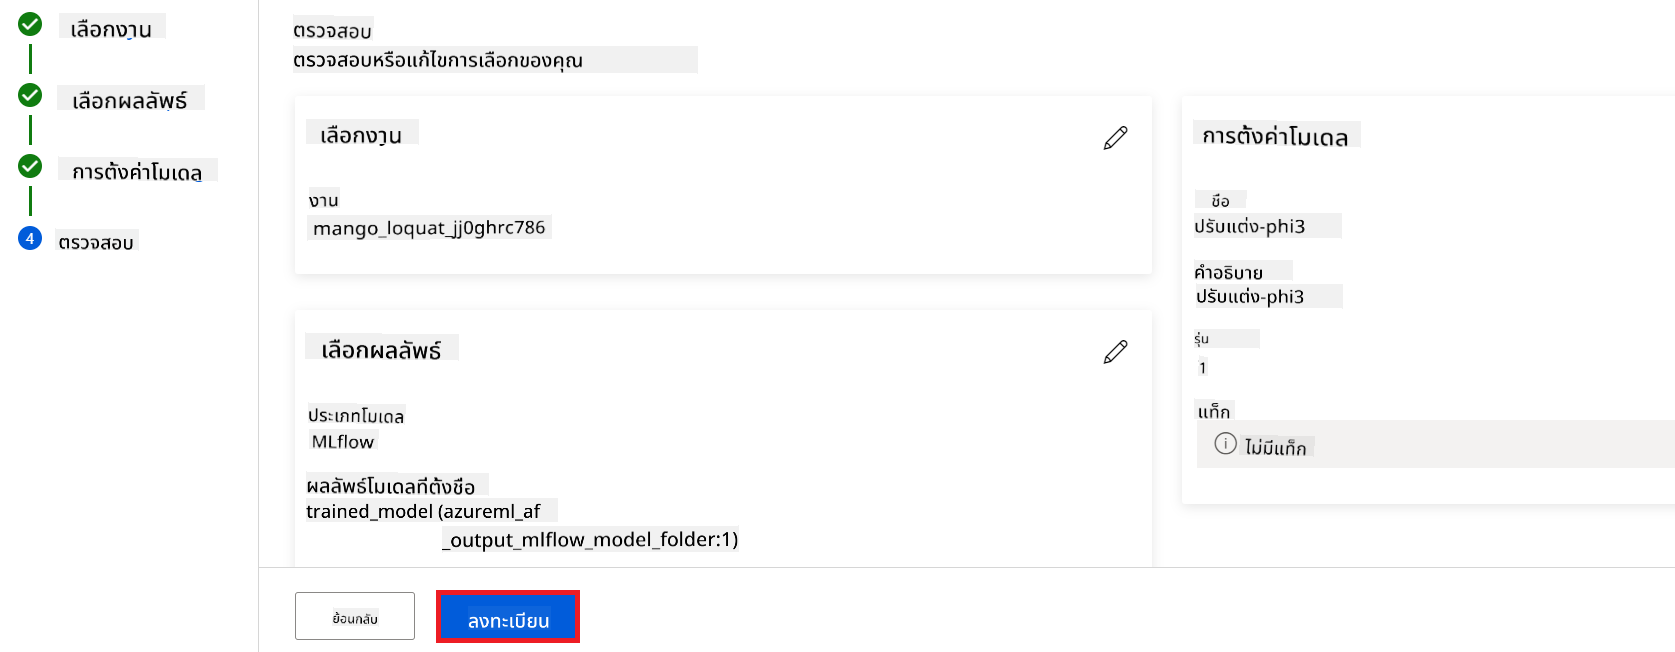 เลือกงาน
เลือกผลลัพธ์
การตั้งค่าโมเดล
4
ตรวจสอบ
ตรวจสอบ
ตรวจสอบหรือแก้ไขการเลือกของคุณ
เลือกงาน
งาน
mango_loquat_jj0ghrc786
เลือกผลลัพธ์
ประเภทโมเดล
MLflow
ผลลัพธ์โมเดลที่ตั้งชื่อ
trained_model (azureml_af
_output_mlflow_model_folder:1)
การตั้งค่าโมเดล
ชื่อ
ปรับแต่ง-phi3
คำอธิบาย
ปรับแต่ง-phi3
รุ่น
1
แท็ก
ไม่มีแท็ก
ย้อนกลับ
ลงทะเบียน